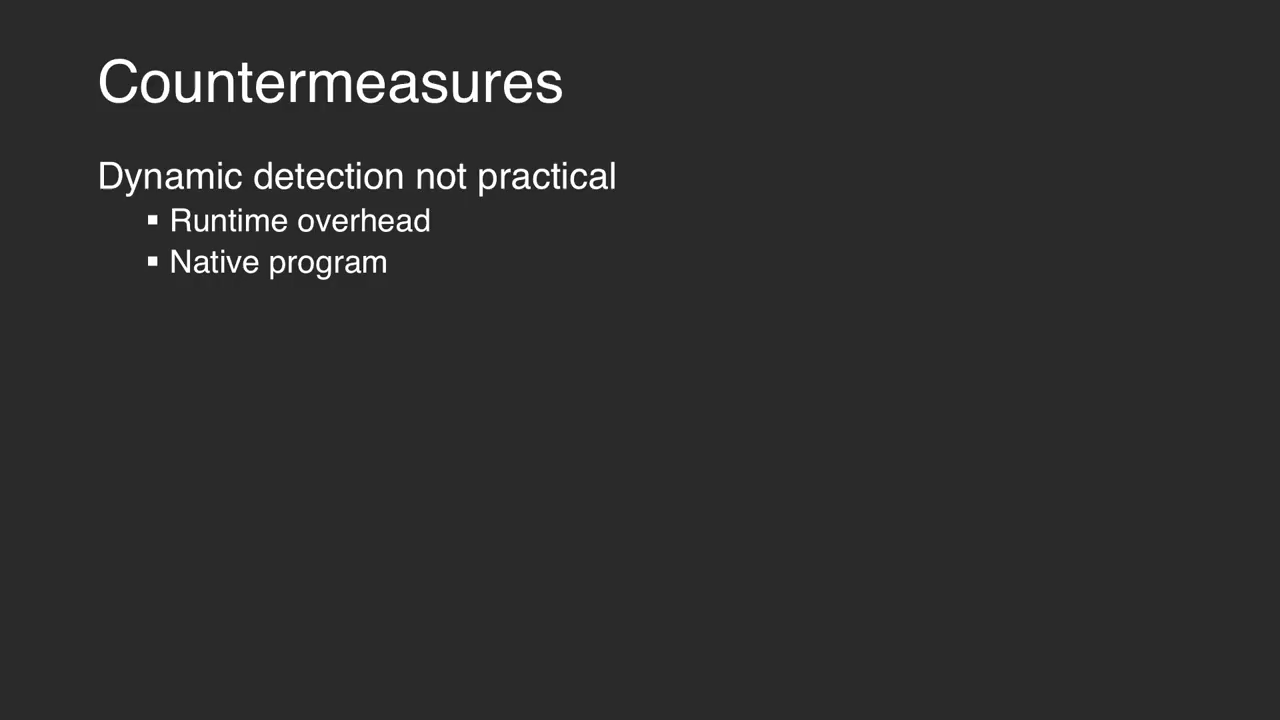 Countermeasures
Dynamic detection not practical
▪ Runtime overhead
▪ Native program